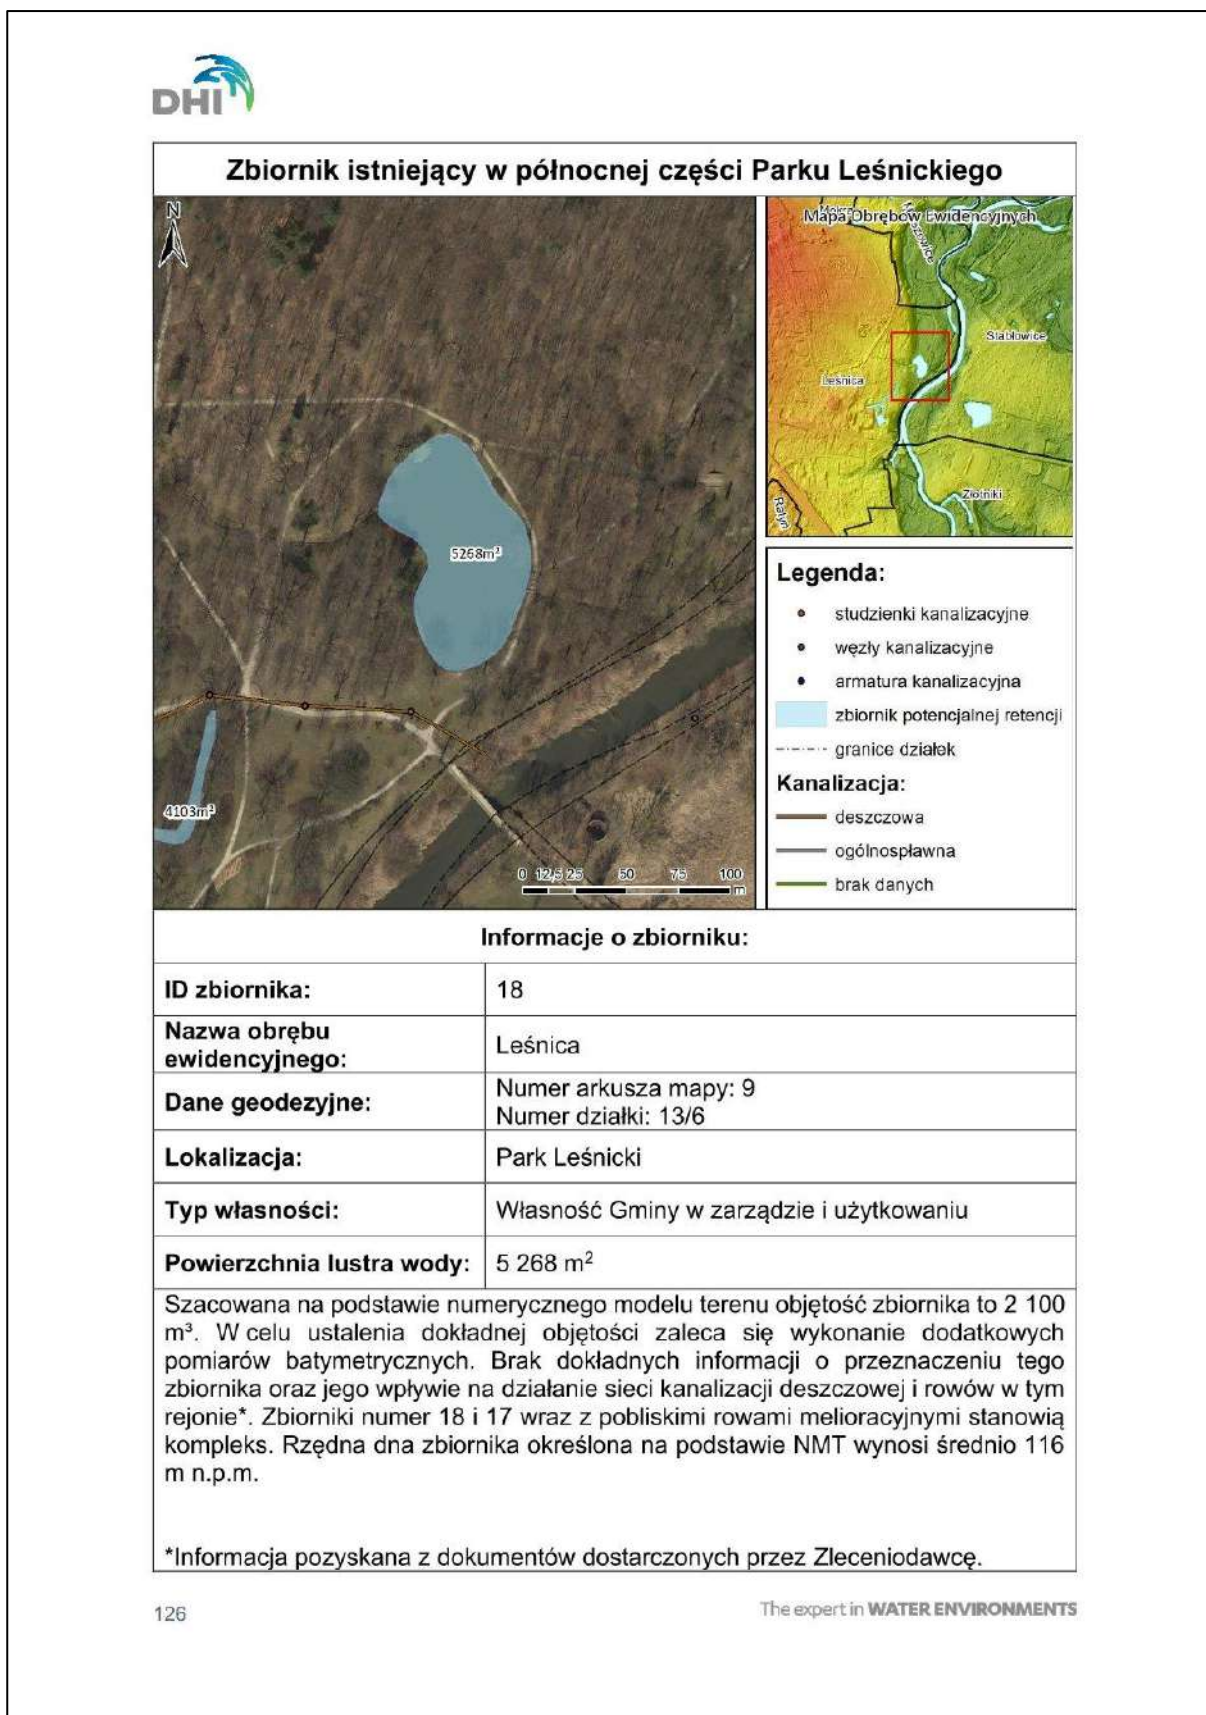 DHI
Zbiornik istniejący w północnej części Parku Leśnickiego
N
5268m²
4103m²
0 12,5 25 50 75 100
m
Mapa Obrębów Ewidencyjnych
Stabłowice
Leśnica
Złotniki
Ratyń
Legenda:
studzienki kanalizacyjne
węzły kanalizacyjne
armatura kanalizacyjna
zbiornik potencjalnej retencji
granice działek
Kanalizacja:
deszczowa
ogólnospławna
brak danych
Informacje o zbiorniku:
ID zbiornika: 18
Nazwa obrębu
ewidencyjnego: Leśnica
Dane geodezyjne: Numer arkusza mapy: 9
Numer działki: 13/6
Lokalizacja: Park Leśnicki
Typ własności: Własność Gminy w zarządzie i użytkowaniu
Powierzchnia lustra wody: 5 268 m²
Szacowana na podstawie numerycznego modelu terenu objętość zbiornika to 2 100
m³. W celu ustalenia dokładnej objętości zaleca się wykonanie dodatkowych
pomiarów batymetrycznych. Brak dokładnych informacji o przeznaczeniu tego
zbiornika oraz jego wpływie na działanie sieci kanalizacji deszczowej i rowów w tym
rejonie*. Zbiorniki numer 18 i 17 wraz z pobliskimi rowami melioracyjnymi stanowią
kompleks. Rzędna dna zbiornika określona na podstawie NMT wynosi średnio 116
m n.p.m.
*Informacja pozyskana z dokumentów dostarczonych przez Zleceniodawcę.
126
The expert in WATER ENVIRONMENTS